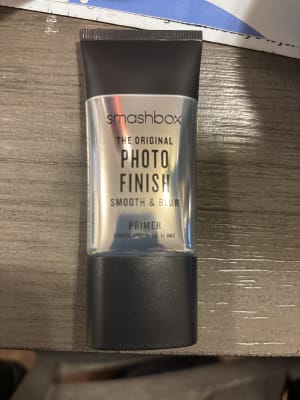 smashbox
THE ORIGINAL
PHOTO
FINISH
SMOOTH & BLUR
PRIMER